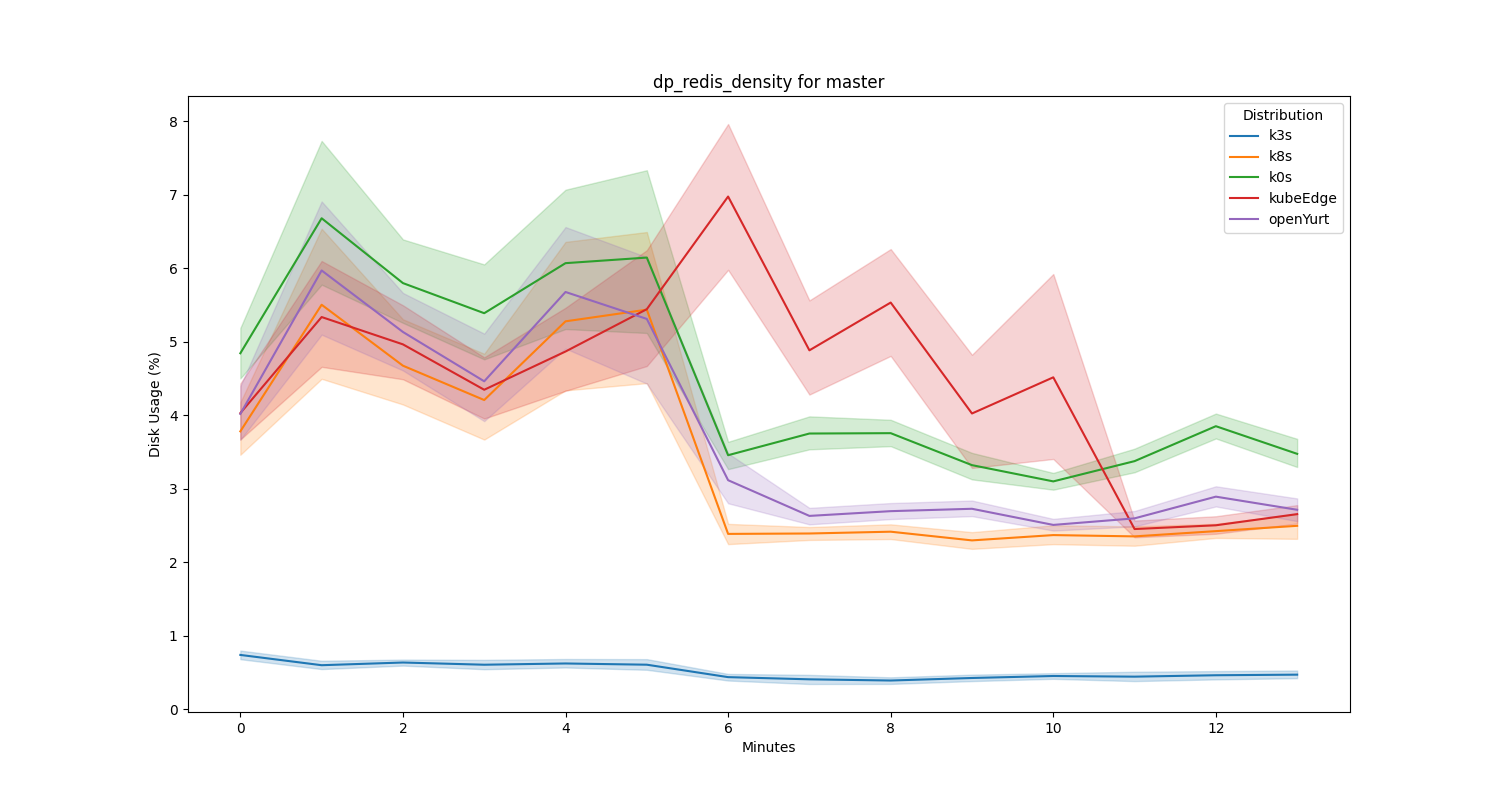 dp_redis_density for master
Disk Usage (%)
8
7
6
5
4
3
2
1
0
0 2 4 6 8 10 12
Minutes
Distribution
k3s
k8s
k0s
kubeEdge
openYurt